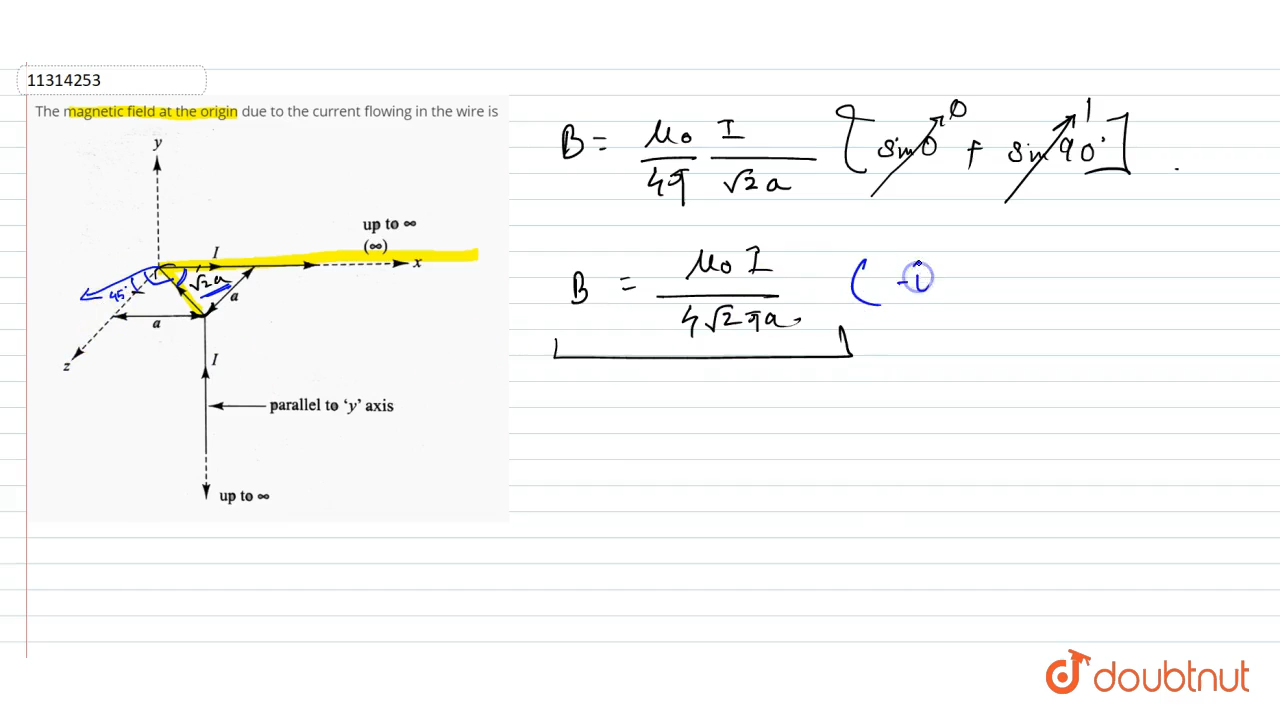 11314253
The magnetic field at the origin due to the current flowing in the wire is
y
up to ∞
(∞)
I
x
√2a
a
45°
a
z
I
parallel to ‘y’ axis
up to ∞
B = μ0/4π I/√2a [sin0 + sin90°]
0
1
B = μ0 I/4√2πa (-î
doubtnut